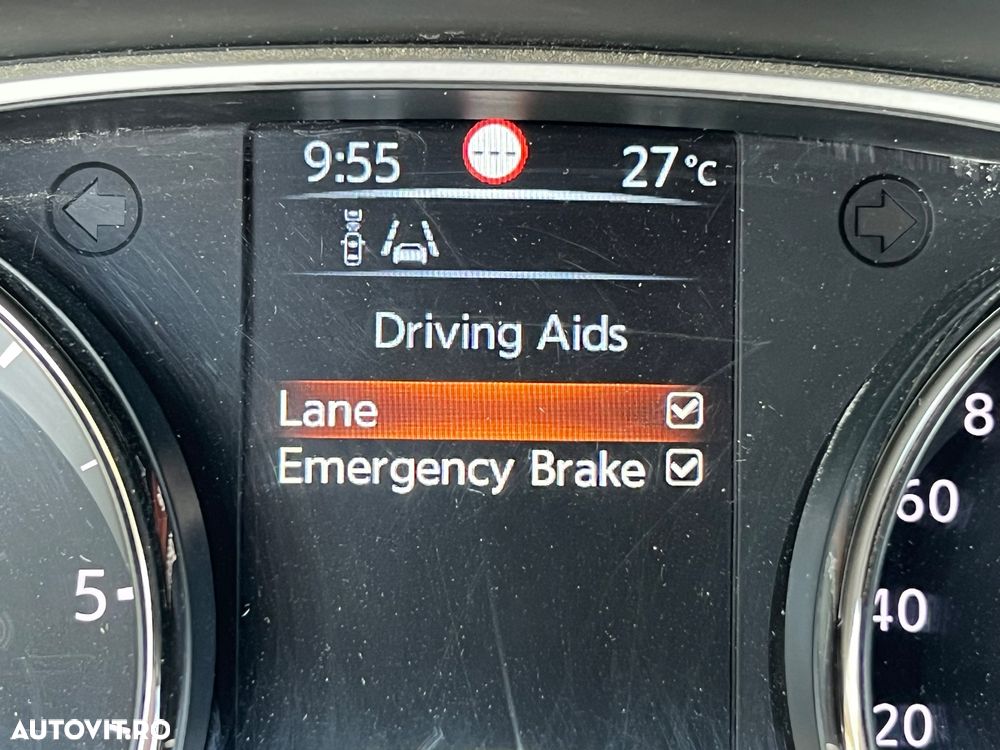 9:55 --- 27°C
Driving Aids
Lane
Emergency Brake
5
8
60
40
20
AUTOVIT.RO